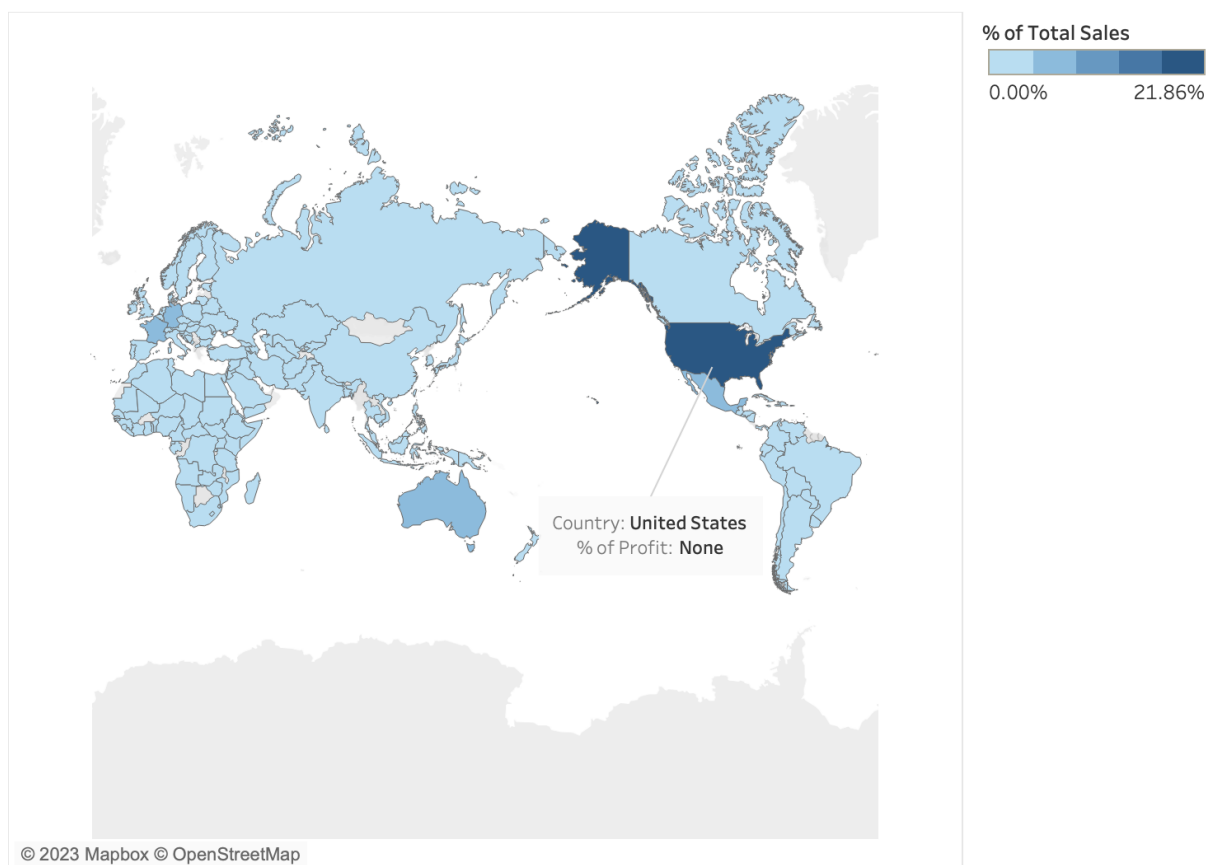 % of Total Sales
0.00% 21.86%
Country: United States
% of Profit: None
© 2023 Mapbox © OpenStreetMap